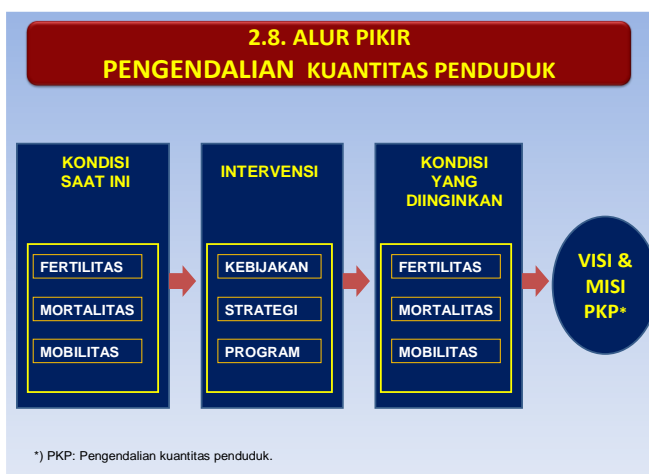 2.8. ALUR PIKIR
PENGENDALIAN KUANTITAS PENDUDUK
KONDISI
SAAT INI
FERTILITAS
MORTALITAS
MOBILITAS
INTERVENSI
KEBIJAKAN
STRATEGI
PROGRAM
KONDISI
YANG
DIINGINKAN
FERTILITAS
MORTALITAS
MOBILITAS
VISI &
MISI
PKP*
*) PKP: Pengendalian kuantitas penduduk.